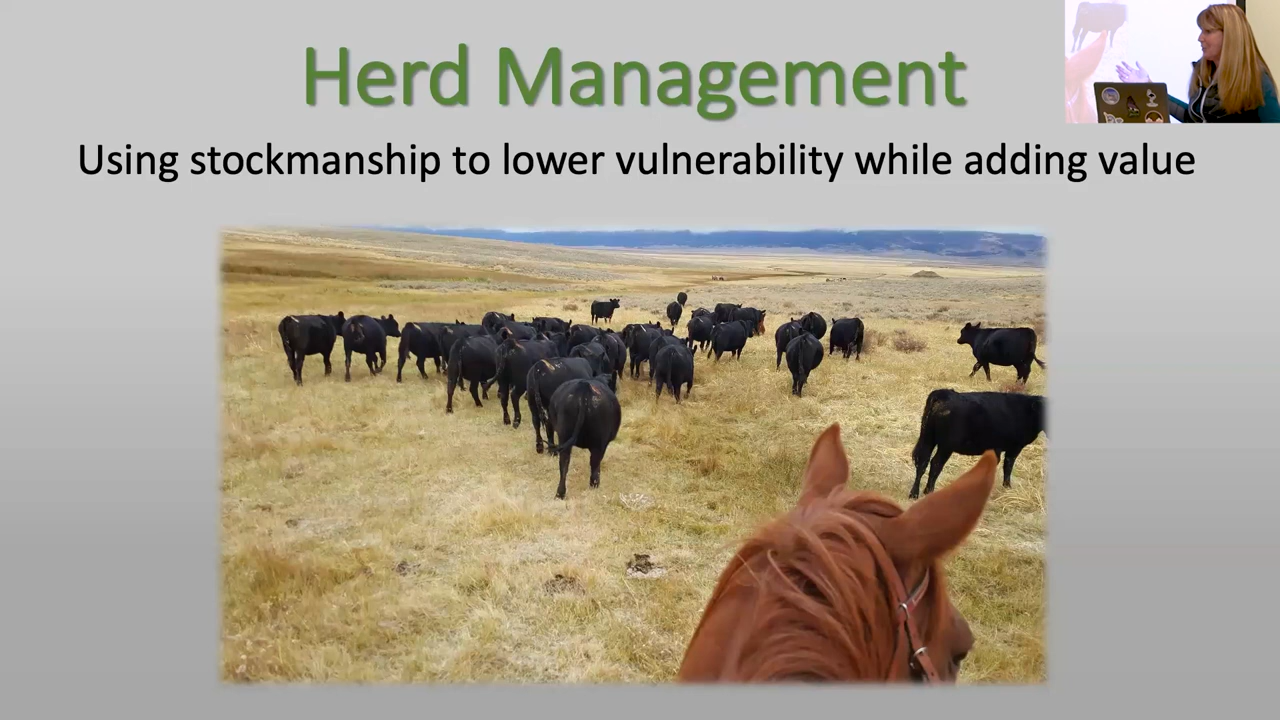 Herd Management
Using stockmanship to lower vulnerability while adding value